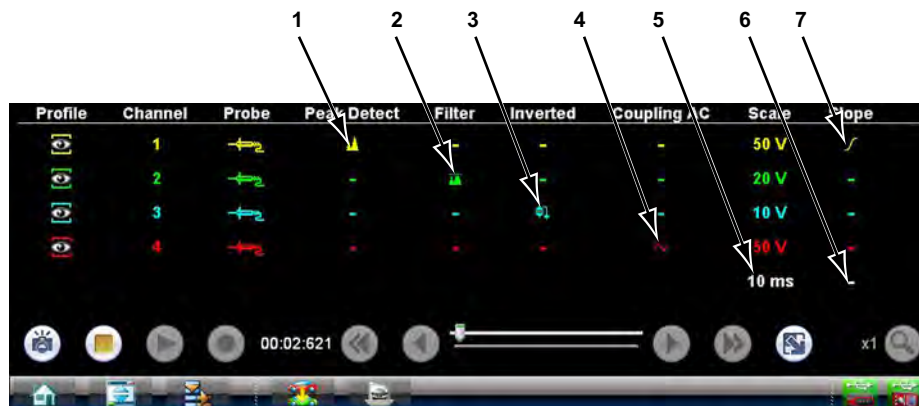 1 2 3 4 5 6 7
Profile Channel Probe Peak Detect Filter Inverted Coupling AC Scale Slope
1 - - - 50 V
2 - - - 20 V -
3 - - - 10 V -
4 - - - 50 V -
10 ms -
00:02:621 x1